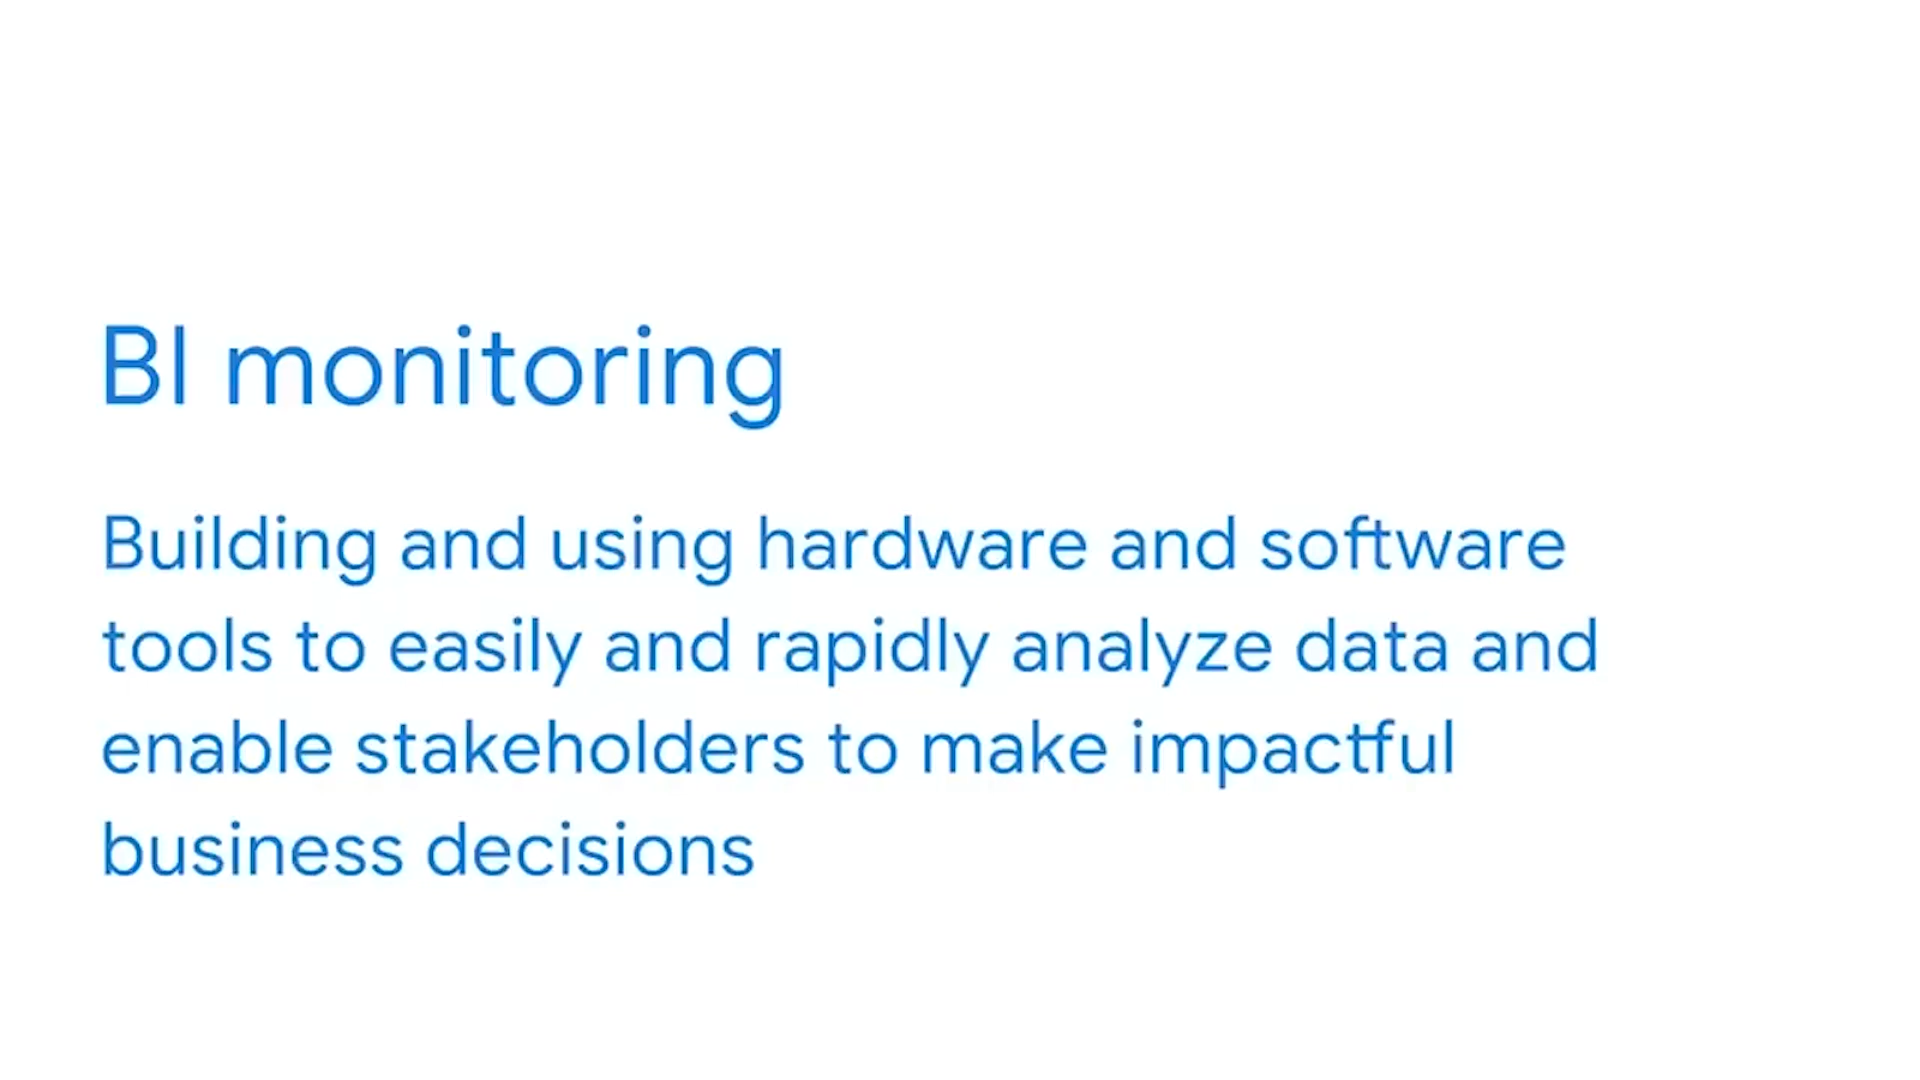 BI monitoring
Building and using hardware and software
tools to easily and rapidly analyze data and
enable stakeholders to make impactful
business decisions